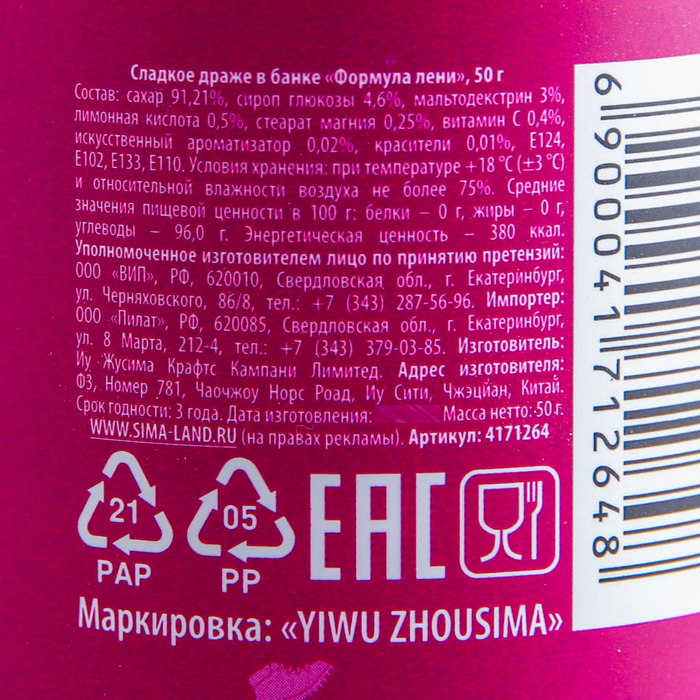 Сладкое драже в банке «Формула лени», 50 г
Состав: сахар 91,21%, сироп глюкозы 4,6%, мальтодекстрин 3%,
лимонная кислота 0,5%, стеарат магния 0,25%, витамин С 0,4%,
искусственный ароматизатор 0,02%, красители 0,01%, Е124,
Е102, Е133, Е110. Условия хранения: при температуре +18 °С (±3 °С)
и относительной влажности воздуха не более 75%. Средние
значения пищевой ценности в 100 г: белки – 0 г, жиры – 0 г,
углеводы – 96,0 г. Энергетическая ценность – 380 ккал.
Уполномоченное изготовителем лицо по принятию претензий:
ООО «ВИП», РФ, 620010, Свердловская обл., г. Екатеринбург,
ул. Черняховского, 86/8, тел.: +7 (343) 287-56-96. Импортер:
ООО «Пилат», РФ, 620085, Свердловская обл., г. Екатеринбург,
ул. 8 Марта, 212-4, тел.: +7 (343) 379-03-85. Изготовитель:
Иу Жусима Крафтс Кампани Лимитед. Адрес изготовителя:
Ф3, Номер 781, Чаочжоу Норс Роад, Иу Сити, Чжэцзян, Китай.
Срок годности: 3 года. Дата изготовления: Масса нетто: 50 г.
WWW.SIMA-LAND.RU (на правах рекламы). Артикул: 4171264
21
PAP
05
PP
EAC
Маркировка: «YIWU ZHOUSIMA»
6 900041 712648